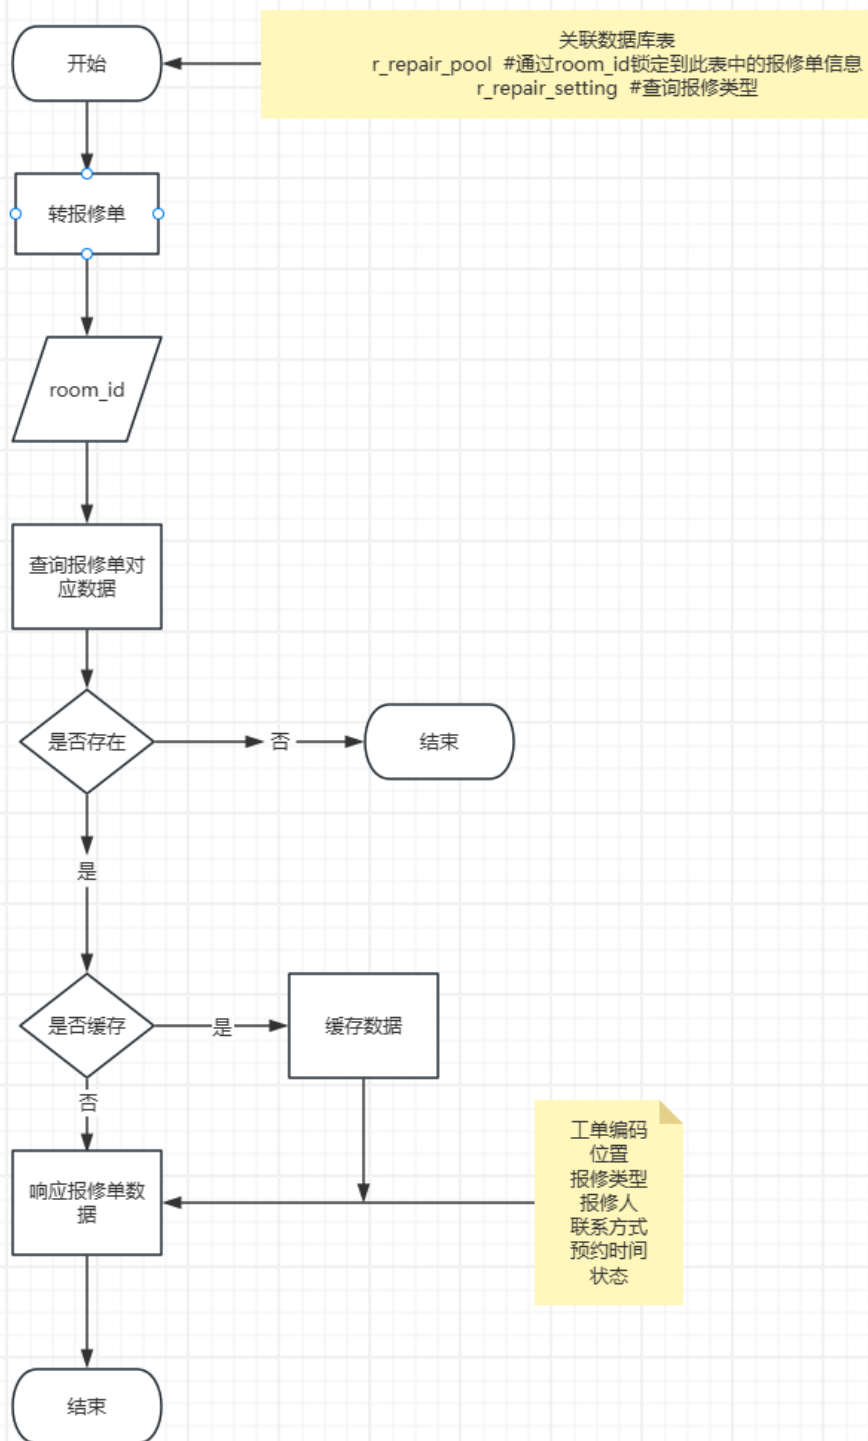 开始
关联数据库表
r_repair_pool #通过room_id锁定到此表中的报修单信息
r_repair_setting #查询报修类型
转报修单
room_id
查询报修单对
应数据
是否存在
否
结束
是
是否缓存
是
缓存数据
否
响应报修单数
据
工单编码
位置
报修类型
报修人
联系方式
预约时间
状态
结束